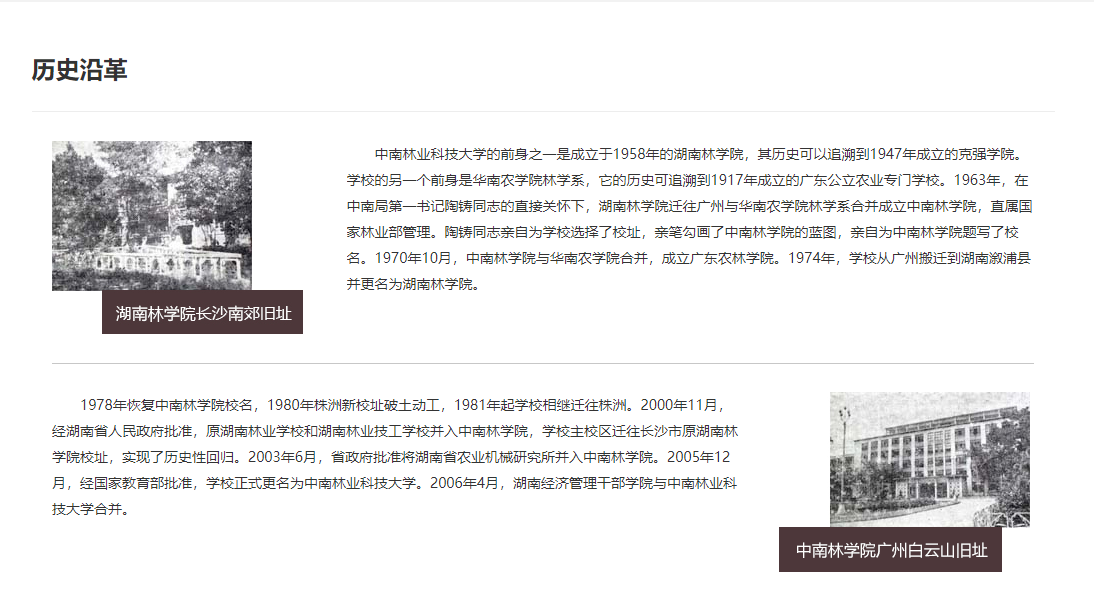 历史沿革
中南林业科技大学的前身之一是成立于1958年的湖南林学院，其历史可以追溯到1947年成立的克强学院。
学校的另一个前身是华南农学院林学系，它的历史可追溯到1917年成立的广东公立农业专门学校。1963年，在
中南局第一书记陶铸同志的直接关怀下，湖南林学院迁往广州与华南农学院林学系合并成立中南林学院，直属国
家林业部管理。陶铸同志亲自为学校选择了校址，亲笔勾画了中南林学院的蓝图，亲自为中南林学院题写了校
名。1970年10月，中南林学院与华南农学院合并，成立广东农林学院。1974年，学校从广州搬迁到湖南溆浦县
并更名为湖南林学院。
湖南林学院长沙南郊旧址
1978年恢复中南林学院校名，1980年株洲新校址破土动工，1981年起学校相继迁往株洲。2000年11月，
经湖南省人民政府批准，原湖南林业学校和湖南林业技工学校并入中南林学院，学校主校区迁往长沙市原湖南林
学院校址，实现了历史性回归。2003年6月，省政府批准将湖南省农业机械研究所并入中南林学院。2005年12
月，经国家教育部批准，学校正式更名为中南林业科技大学。2006年4月，湖南经济管理干部学院与中南林业科
技大学合并。
中南林学院广州白云山旧址